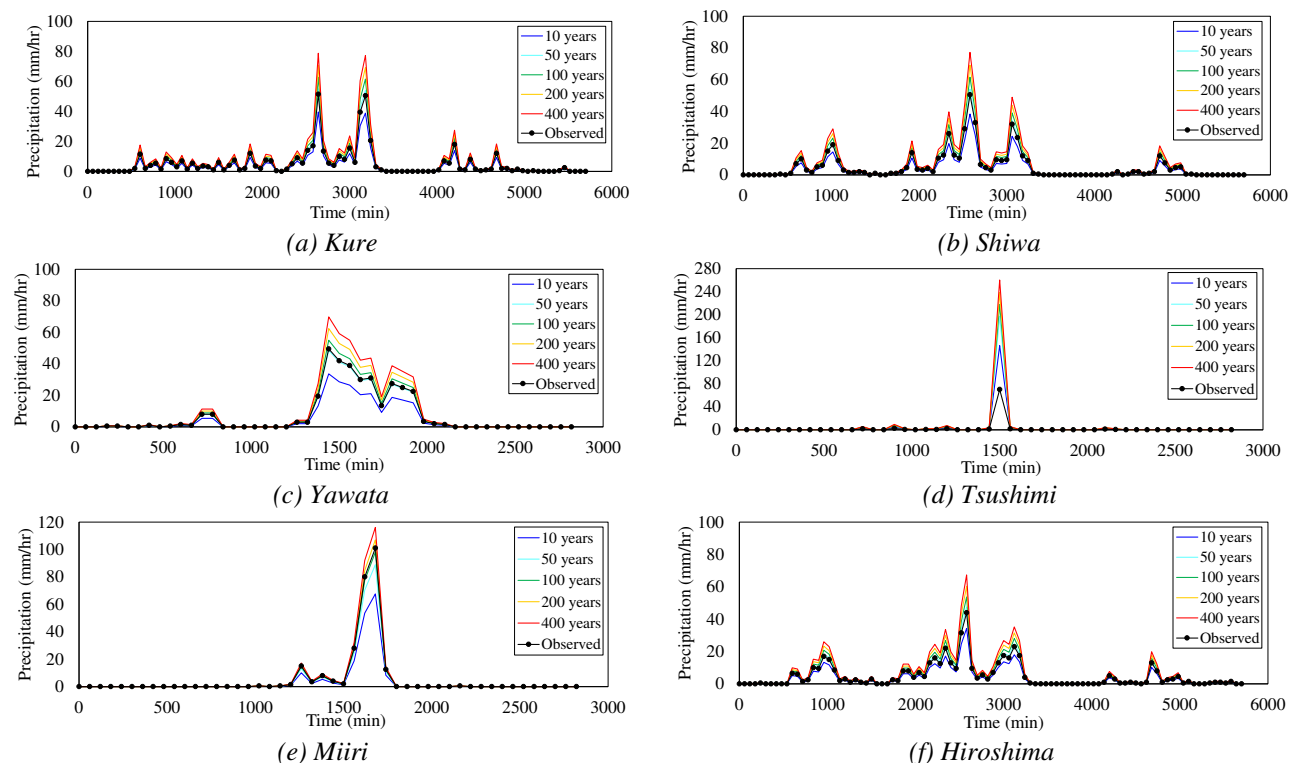 100
80
60
40
20
0
Precipitation (mm/hr)
0 1000 2000 3000 4000 5000 6000
Time (min)
10 years
50 years
100 years
200 years
400 years
Observed
(a) Kure
100
80
60
40
20
0
Precipitation (mm/hr)
0 1000 2000 3000 4000 5000 6000
Time (min)
10 years
50 years
100 years
200 years
400 years
Observed
(b) Shiwa
100
80
60
40
20
0
Precipitation (mm/hr)
0 500 1000 1500 2000 2500 3000
Time (min)
10 years
50 years
100 years
200 years
400 years
Observed
(c) Yawata
280
240
200
160
120
80
40
0
Precipitation (mm/hr)
0 500 1000 1500 2000 2500 3000
Time (min)
10 years
50 years
100 years
200 years
400 years
Observed
(d) Tsushimi
120
100
80
60
40
20
0
Precipitation (mm/hr)
0 500 1000 1500 2000 2500 3000
Time (min)
10 years
50 years
100 years
200 years
400 years
Observed
(e) Miiri
100
80
60
40
20
0
Precipitation (mm/hr)
0 1000 2000 3000 4000 5000 6000
Time (min)
10 years
50 years
100 years
200 years
400 years
Observed
(f) Hiroshima